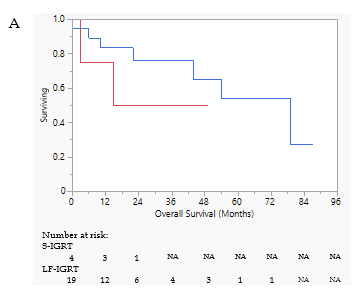 A
1.0
0.8
0.6
0.4
0.2
0
Surviving
0 12 24 36 48 60 72 84 96
Overall Survival (Months)
Number at risk:
S-IGRT
4 3 1 NA NA NA NA NA NA
LF-IGRT
19 12 6 4 3 1 1 NA NA